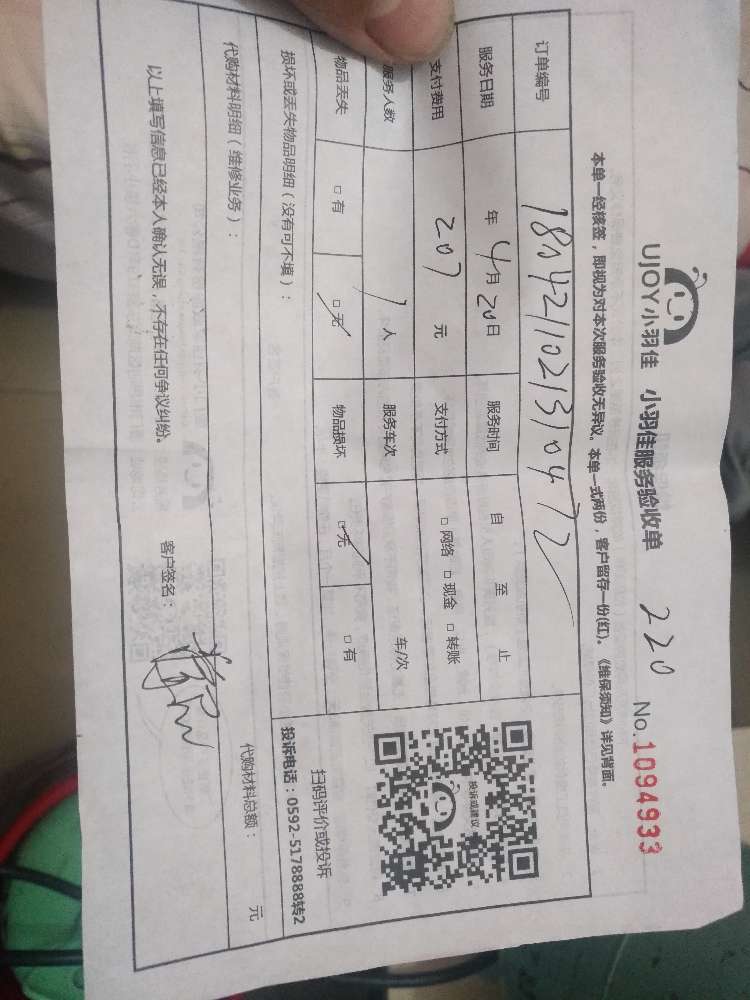 UJOY小羽佳 小羽佳服务验收单 220 No.1094933
本单一经核签，即视为对本次服务验收无异议。本单一式两份，客户留存一份(红)。《维保须知》详见背面。
订单编号 180421021310472
服务日期 年 4月 20日 服务时间 自 至 止
支付费用 207 元 支付方式 □网络 □现金 □转账
服务人数 1 人 服务车次 车/次
物品丢失 □有 □无 物品损坏 □无 □有
投诉或建议
扫码评价或投诉
投诉电话：0592-5178888转2
损坏或丢失物品明细（没有可不填）：
代购材料明细（维修业务）： 代购材料总额： 元
以上填写信息已经本人确认无误，不存在任何争议纠纷。 客户签名：